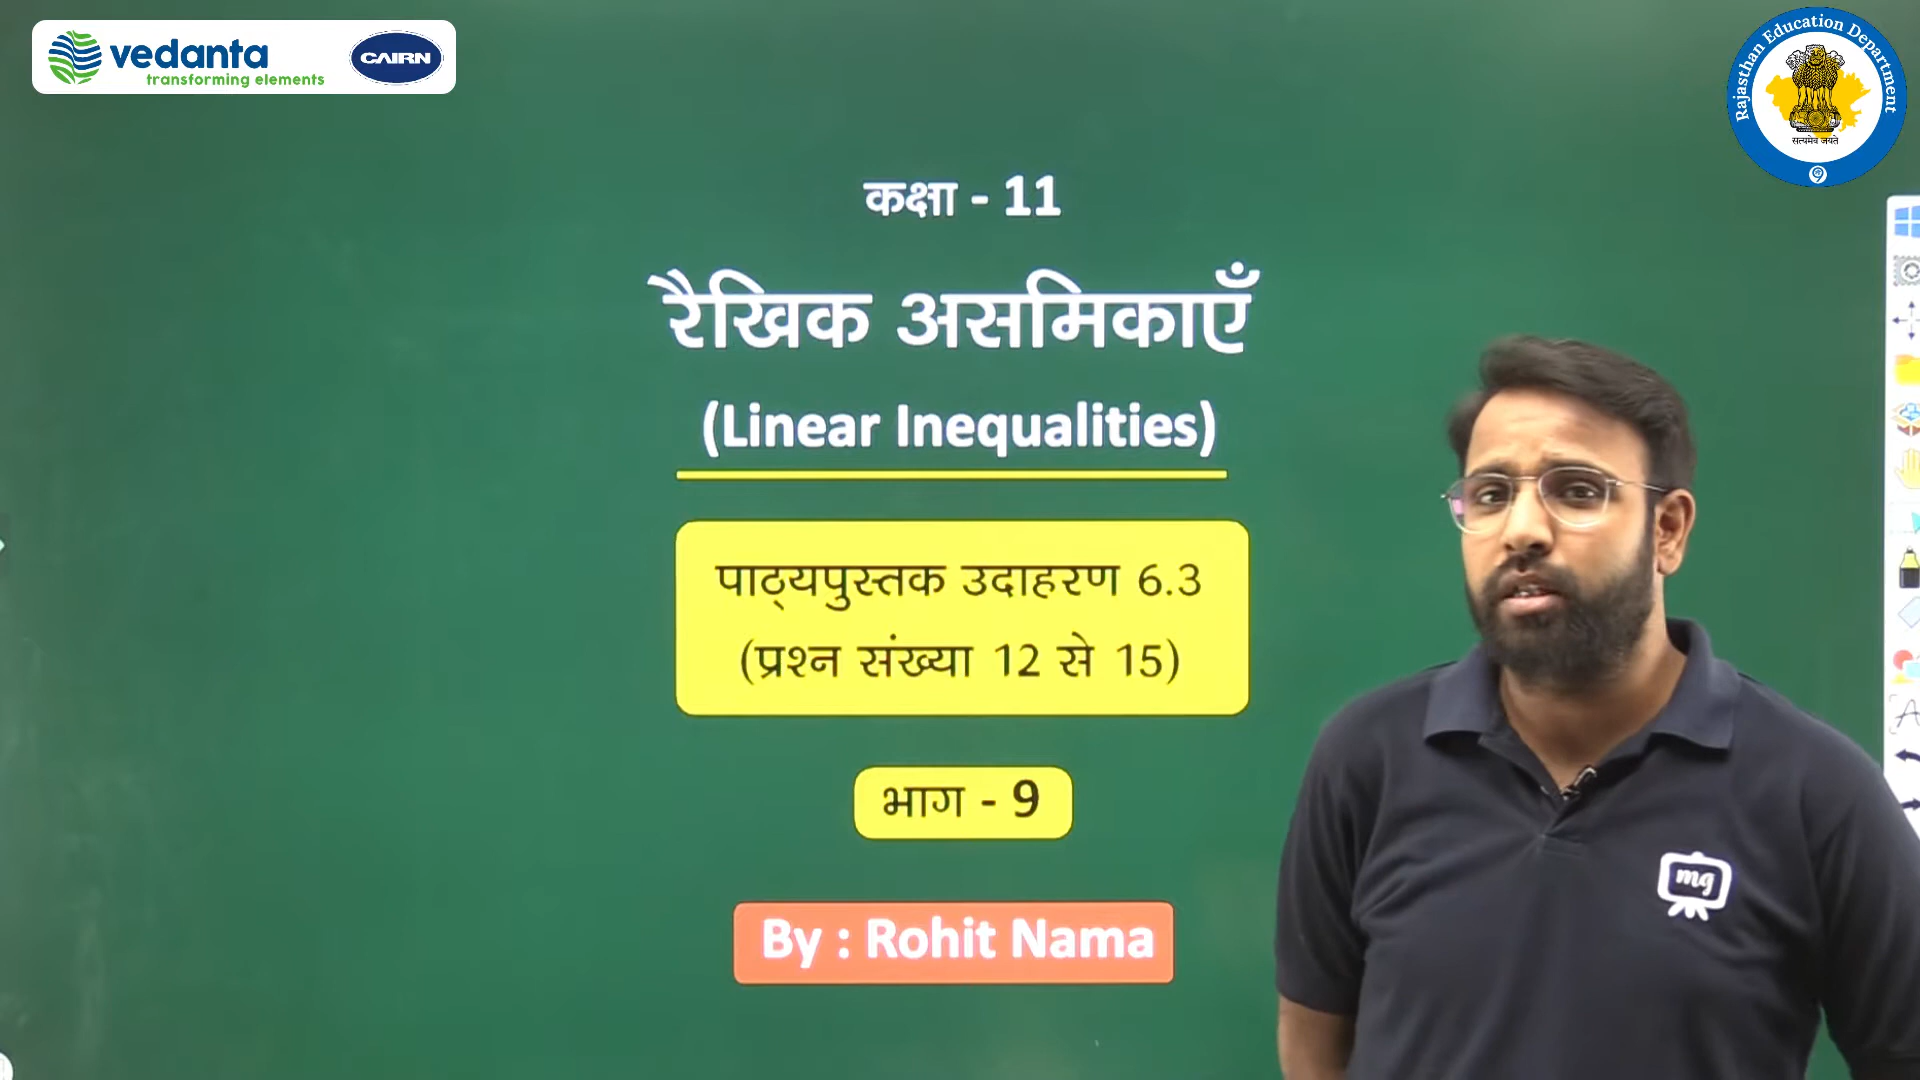 vedanta
transforming elements
CAIRN
Rajasthan Education Department
सत्यमेव जयते
कक्षा - 11
रैखिक असमिकाएँ
(Linear Inequalities)
पाठ्यपुस्तक उदाहरण 6.3
(प्रश्न संख्या 12 से 15)
भाग - 9
By : Rohit Nama
mg